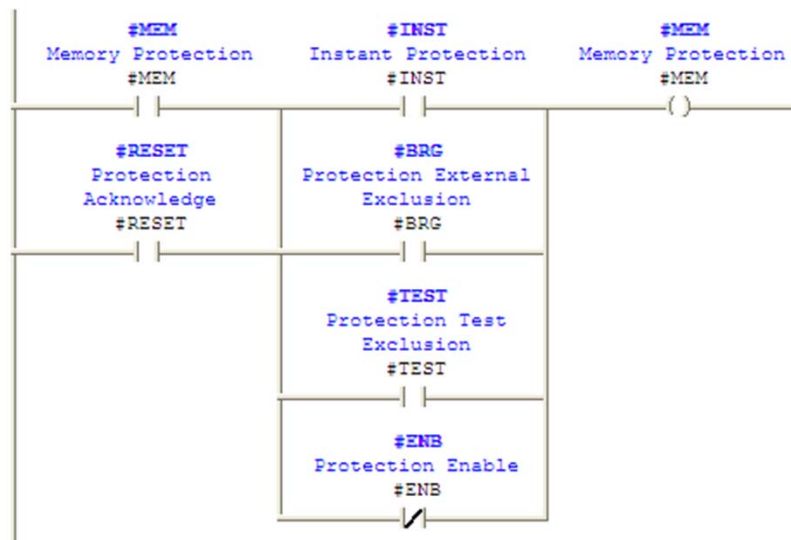 #MEM
Memory Protection
#MEM
#INST
Instant Protection
#INST
#MEM
Memory Protection
#MEM
#RESET
Protection
Acknowledge
#RESET
#BRG
Protection External
Exclusion
#BRG
#TEST
Protection Test
Exclusion
#TEST
#ENB
Protection Enable
#ENB